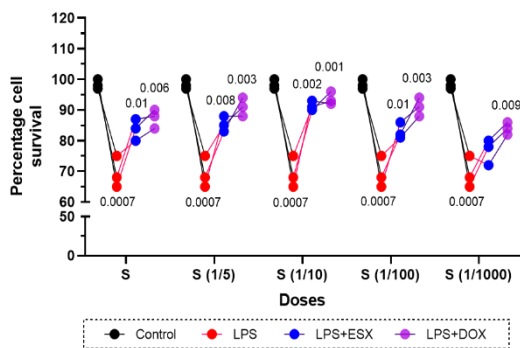 120
110
100
90
80
70
60
50
0
Percentage cell
survival
0.0007
0.01
0.006
0.0007
0.008
0.003
0.0007
0.002
0.001
0.0007
0.01
0.003
0.0007
0.009
S
S (1/5)
S (1/10)
S (1/100)
S (1/1000)
Doses
Control
LPS
LPS+ESX
LPS+DOX